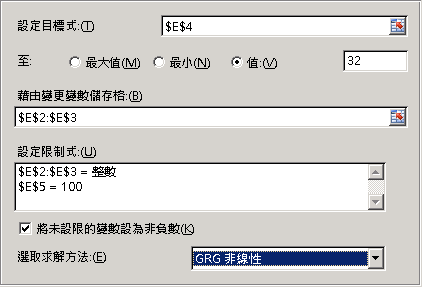 設定目標式:(T) $E$4
至: 最大值(M) 最小(N) 值:(V) 32
藉由變更變數儲存格:(B)
$E$2:$E$3
設定限制式:(U)
$E$2:$E$3 = 整數
$E$5 = 100
將未設限的變數設為非負數(K)
選取求解方法:(E) GRG 非線性